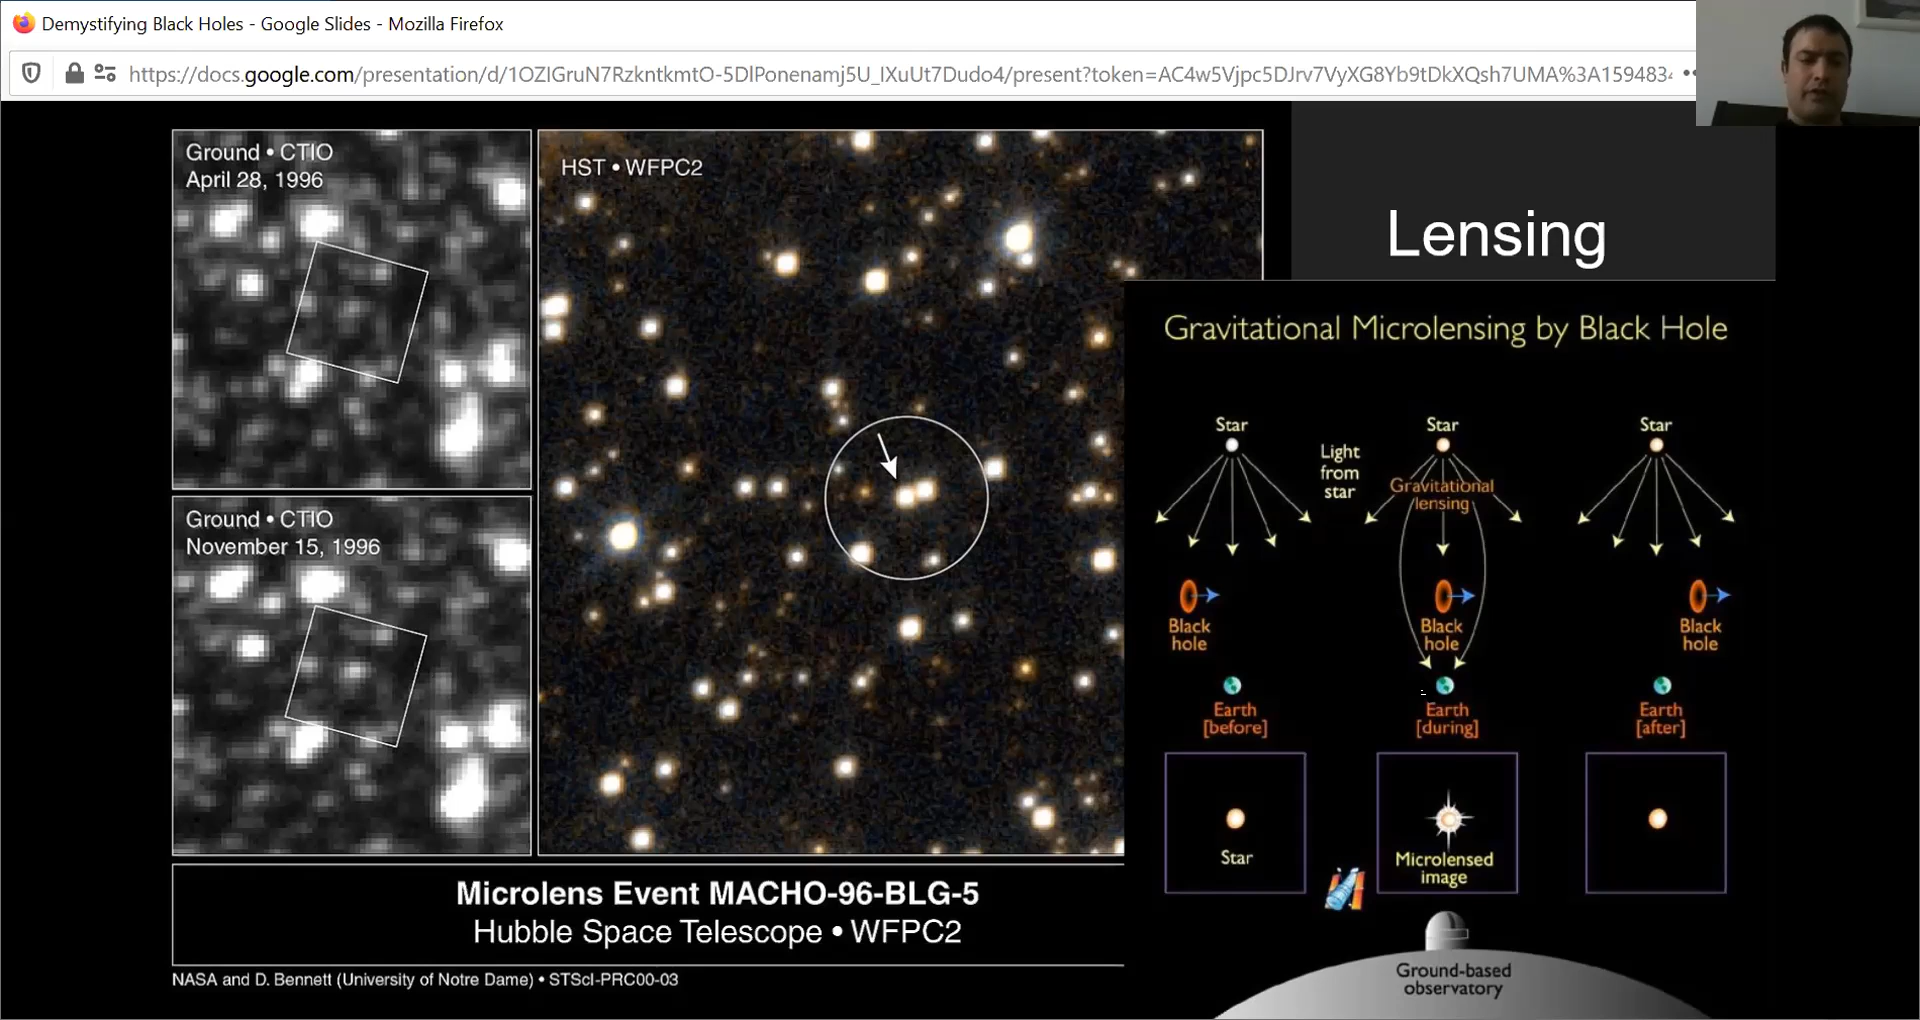 Demystifying Black Holes - Google Slides - Mozilla Firefox
https://docs.google.com/presentation/d/1OZIGruN7RzkntkmtO-5DlPonenamj5U_IXuUt7Dudo4/present?token=AC4w5Vjpc5DJrv7VyXG8Yb9tDkXQsh7UMA%3A159483
Ground • CTIO
April 28, 1996
HST • WFPC2
Lensing
Gravitational Microlensing by Black Hole
Star
Star
Star
Light
from
star
Gravitational
lensing
Ground • CTIO
November 15, 1996
Black
hole
Black
hole
Black
hole
Earth
[before]
Earth
[during]
Earth
[after]
Star
Microlensed
image
Microlens Event MACHO-96-BLG-5
Hubble Space Telescope • WFPC2
NASA and D. Bennett (University of Notre Dame) • STScI-PRC00-03
Ground-based
observatory